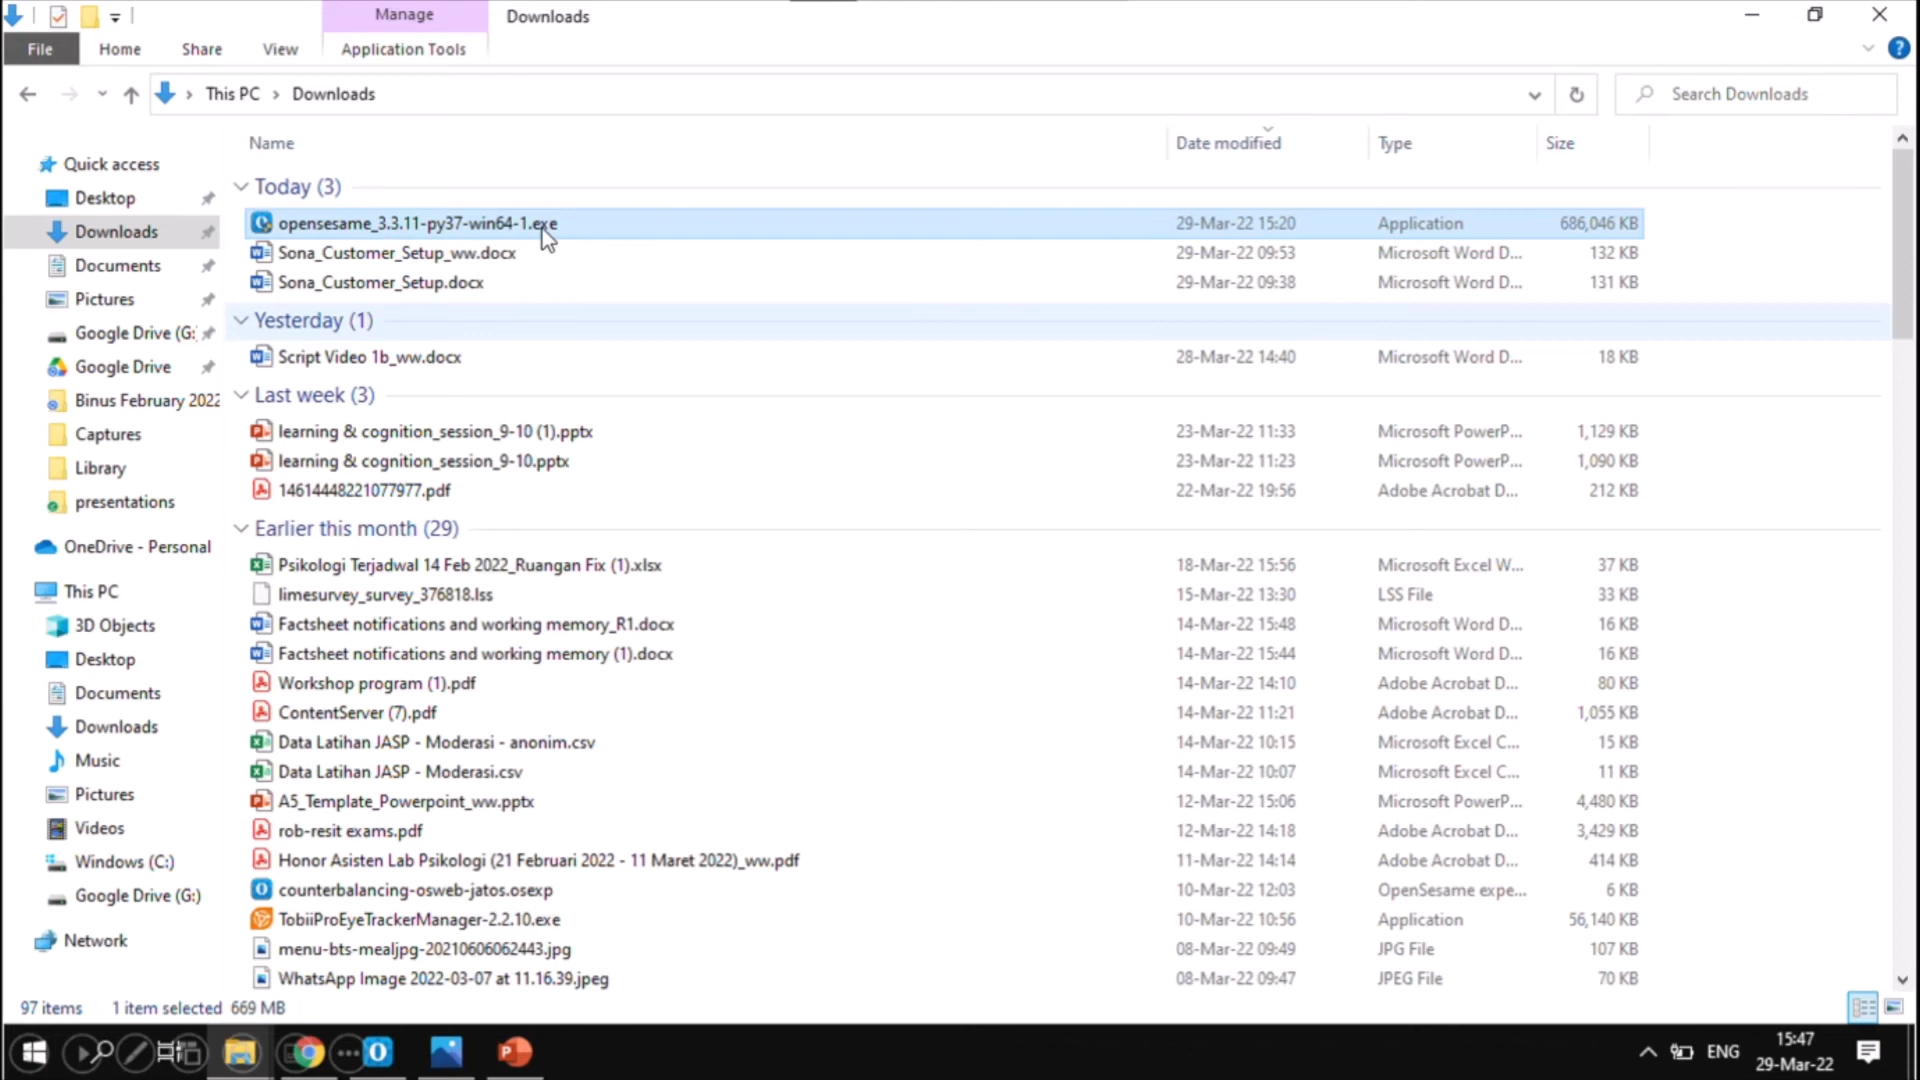 Manage
Downloads
File
Home
Share
View
Application Tools
This PC
Downloads
Search Downloads
Name
Date modified
Type
Size
Quick access
Desktop
Downloads
Documents
Pictures
Google Drive (G:
Google Drive
Binus February 2022
Captures
Library
presentations
OneDrive - Personal
This PC
3D Objects
Desktop
Documents
Downloads
Music
Pictures
Videos
Windows (C:)
Google Drive (G:)
Network
Today (3)
opensesame_3.3.11-py37-win64-1.exe 29-Mar-22 15:20 Application 686,046 KB
Sona_Customer_Setup_ww.docx 29-Mar-22 09:53 Microsoft Word D... 132 KB
Sona_Customer_Setup.docx 29-Mar-22 09:38 Microsoft Word D... 131 KB
Yesterday (1)
Script Video 1b_ww.docx 28-Mar-22 14:40 Microsoft Word D... 18 KB
Last week (3)
learning & cognition_session_9-10 (1).pptx 23-Mar-22 11:33 Microsoft PowerP... 1,129 KB
learning & cognition_session_9-10.pptx 23-Mar-22 11:23 Microsoft PowerP... 1,090 KB
14614448221077977.pdf 22-Mar-22 19:56 Adobe Acrobat D... 212 KB
Earlier this month (29)
Psikologi Terjadwal 14 Feb 2022_Ruangan Fix (1).xlsx 18-Mar-22 15:56 Microsoft Excel W... 37 KB
limesurvey_survey_376818.lss 15-Mar-22 13:30 LSS File 33 KB
Factsheet notifications and working memory_R1.docx 14-Mar-22 15:48 Microsoft Word D... 16 KB
Factsheet notifications and working memory (1).docx 14-Mar-22 15:44 Microsoft Word D... 16 KB
Workshop program (1).pdf 14-Mar-22 14:10 Adobe Acrobat D... 80 KB
ContentServer (7).pdf 14-Mar-22 11:21 Adobe Acrobat D... 1,055 KB
Data Latihan JASP - Moderasi - anonim.csv 14-Mar-22 10:15 Microsoft Excel C... 15 KB
Data Latihan JASP - Moderasi.csv 14-Mar-22 10:07 Microsoft Excel C... 11 KB
A5_Template_Powerpoint_ww.pptx 12-Mar-22 15:06 Microsoft PowerP... 4,480 KB
rob-resit exams.pdf 12-Mar-22 14:18 Adobe Acrobat D... 3,429 KB
Honor Asisten Lab Psikologi (21 Februari 2022 - 11 Maret 2022)_ww.pdf 11-Mar-22 14:14 Adobe Acrobat D... 414 KB
counterbalancing-osweb-jatos.osexp 10-Mar-22 12:03 OpenSesame expe... 6 KB
TobiiProEyeTrackerManager-2.2.10.exe 10-Mar-22 10:56 Application 56,140 KB
menu-bts-mealjpg-20210606062443.jpg 08-Mar-22 09:49 JPG File 107 KB
WhatsApp Image 2022-03-07 at 11.16.39.jpeg 08-Mar-22 09:47 JPEG File 70 KB
97 items
1 item selected 669 MB
ENG
15:47
29-Mar-22